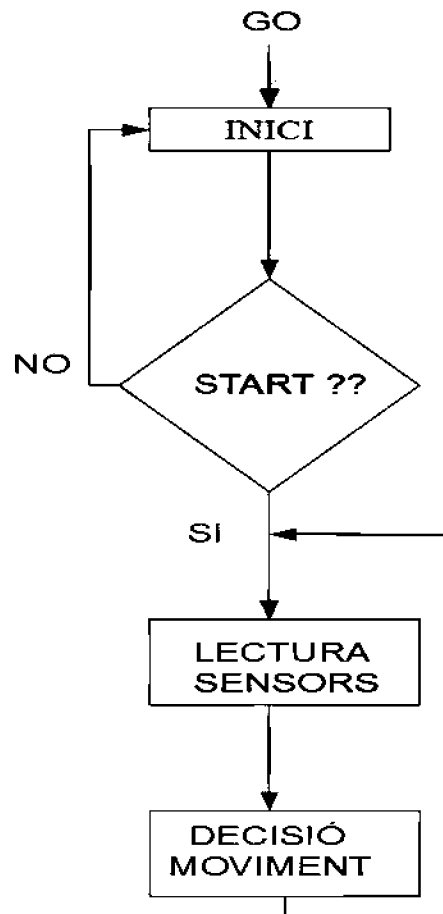 GO
INICI
NO
START ??
SI
LECTURA
SENSORS
DECISIÓ
MOVIMENT